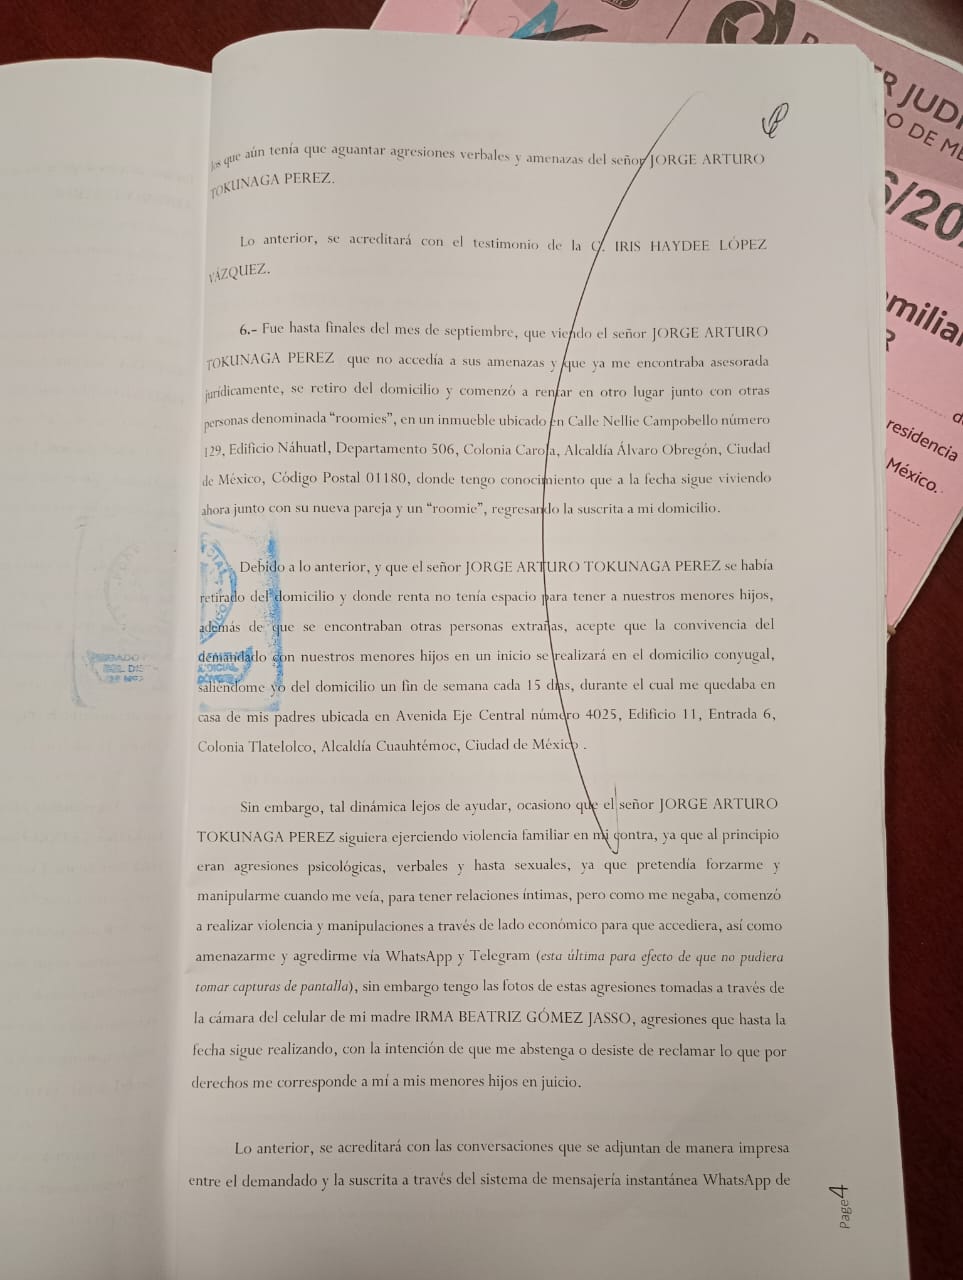 los que aún tenía que aguantar agresiones verbales y amenazas del señor JORGE ARTURO
TOKUNAGA PEREZ.
Lo anterior, se acreditará con el testimonio de la C. IRIS HAYDEE LÓPEZ
VÁZQUEZ.
6.- Fue hasta finales del mes de septiembre, que viendo el señor JORGE ARTURO
TOKUNAGA PEREZ que no accedía a sus amenazas y que ya me encontraba asesorada
jurídicamente, se retiro del domicilio y comenzó a rentar en otro lugar junto con otras
personas denominada “roomies”, en un inmueble ubicado en Calle Nellie Campobello número
129, Edificio Náhuatl, Departamento 506, Colonia Carola, Alcaldía Álvaro Obregón, Ciudad
de México, Código Postal 01180, donde tengo conocimiento que a la fecha sigue viviendo
ahora junto con su nueva pareja y un “roomie”, regresando la suscrita a mi domicilio.
Debido a lo anterior, y que el señor JORGE ARTURO TOKUNAGA PEREZ se había
retirado del domicilio y donde renta no tenía espacio para tener a nuestros menores hijos,
además de que se encontraban otras personas extrañas, acepte que la convivencia del
demandado con nuestros menores hijos en un inicio se realizará en el domicilio conyugal,
saliéndome yo del domicilio un fin de semana cada 15 días, durante el cual me quedaba en
casa de mis padres ubicada en Avenida Eje Central número 4025, Edificio 11, Entrada 6,
Colonia Tlatelolco, Alcaldía Cuauhtémoc, Ciudad de México .
Sin embargo, tal dinámica lejos de ayudar, ocasiono que el señor JORGE ARTURO
TOKUNAGA PEREZ siguiera ejerciendo violencia familiar en mi contra, ya que al principio
eran agresiones psicológicas, verbales y hasta sexuales, ya que pretendía forzarme y
manipularme cuando me veía, para tener relaciones íntimas, pero como me negaba, comenzó
a realizar violencia y manipulaciones a través de lado económico para que accediera, así como
amenazarme y agredirme vía WhatsApp y Telegram (esta última para efecto de que no pudiera
tomar capturas de pantalla), sin embargo tengo las fotos de estas agresiones tomadas a través de
la cámara del celular de mi madre IRMA BEATRIZ GÓMEZ JASSO, agresiones que hasta la
fecha sigue realizando, con la intención de que me abstenga o desiste de reclamar lo que por
derechos me corresponde a mí a mis menores hijos en juicio.
Lo anterior, se acreditará con las conversaciones que se adjuntan de manera impresa
entre el demandado y la suscrita a través del sistema de mensajería instantánea WhatsApp de
Page4
JUDI
DE
residencia
México.